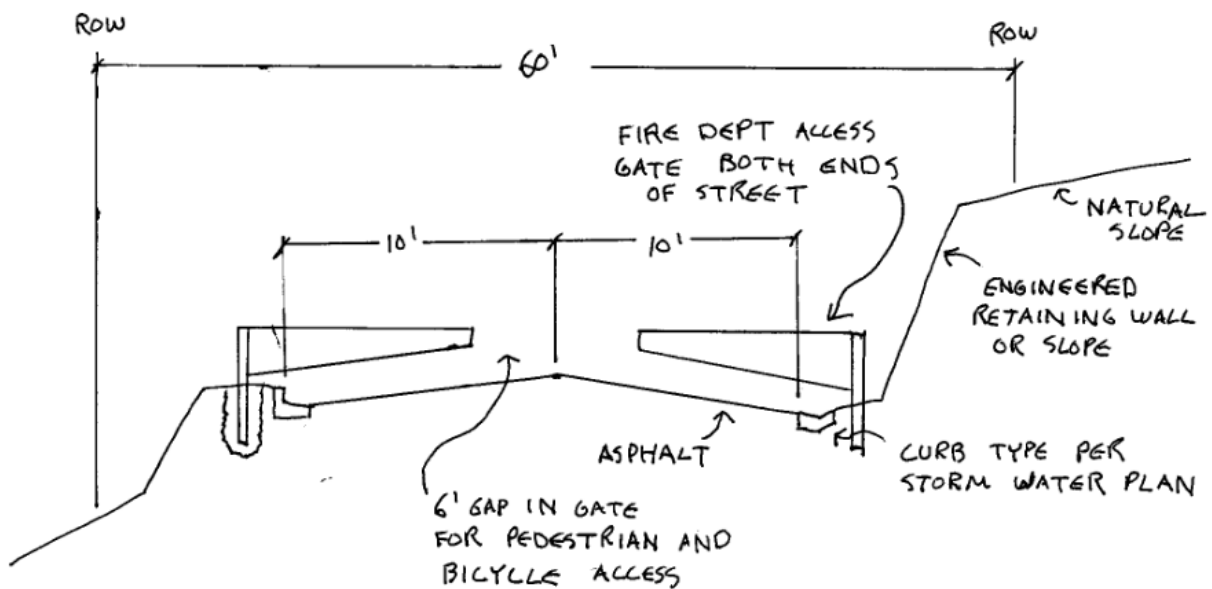 ROW
ROW
60'
FIRE DEPT ACCESS
GATE BOTH ENDS
OF STREET
NATURAL
SLOPE
10'
10'
ENGINEERED
RETAINING WALL
OR SLOPE
ASPHALT
CURB TYPE PER
STORM WATER PLAN
6' GAP IN GATE
FOR PEDESTRIAN AND
BICYLLE ACCESS